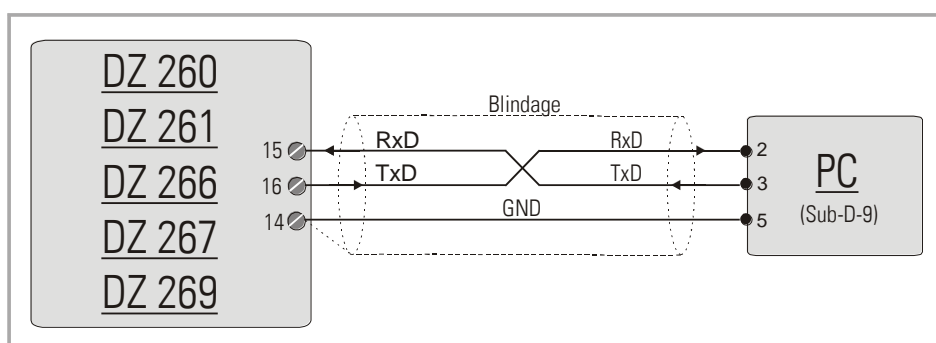 DZ 260
DZ 261
DZ 266
DZ 267
DZ 269
15
16
14
Blindage
RxD
RxD
TxD
TxD
GND
2
3
5
PC
(Sub-D-9)